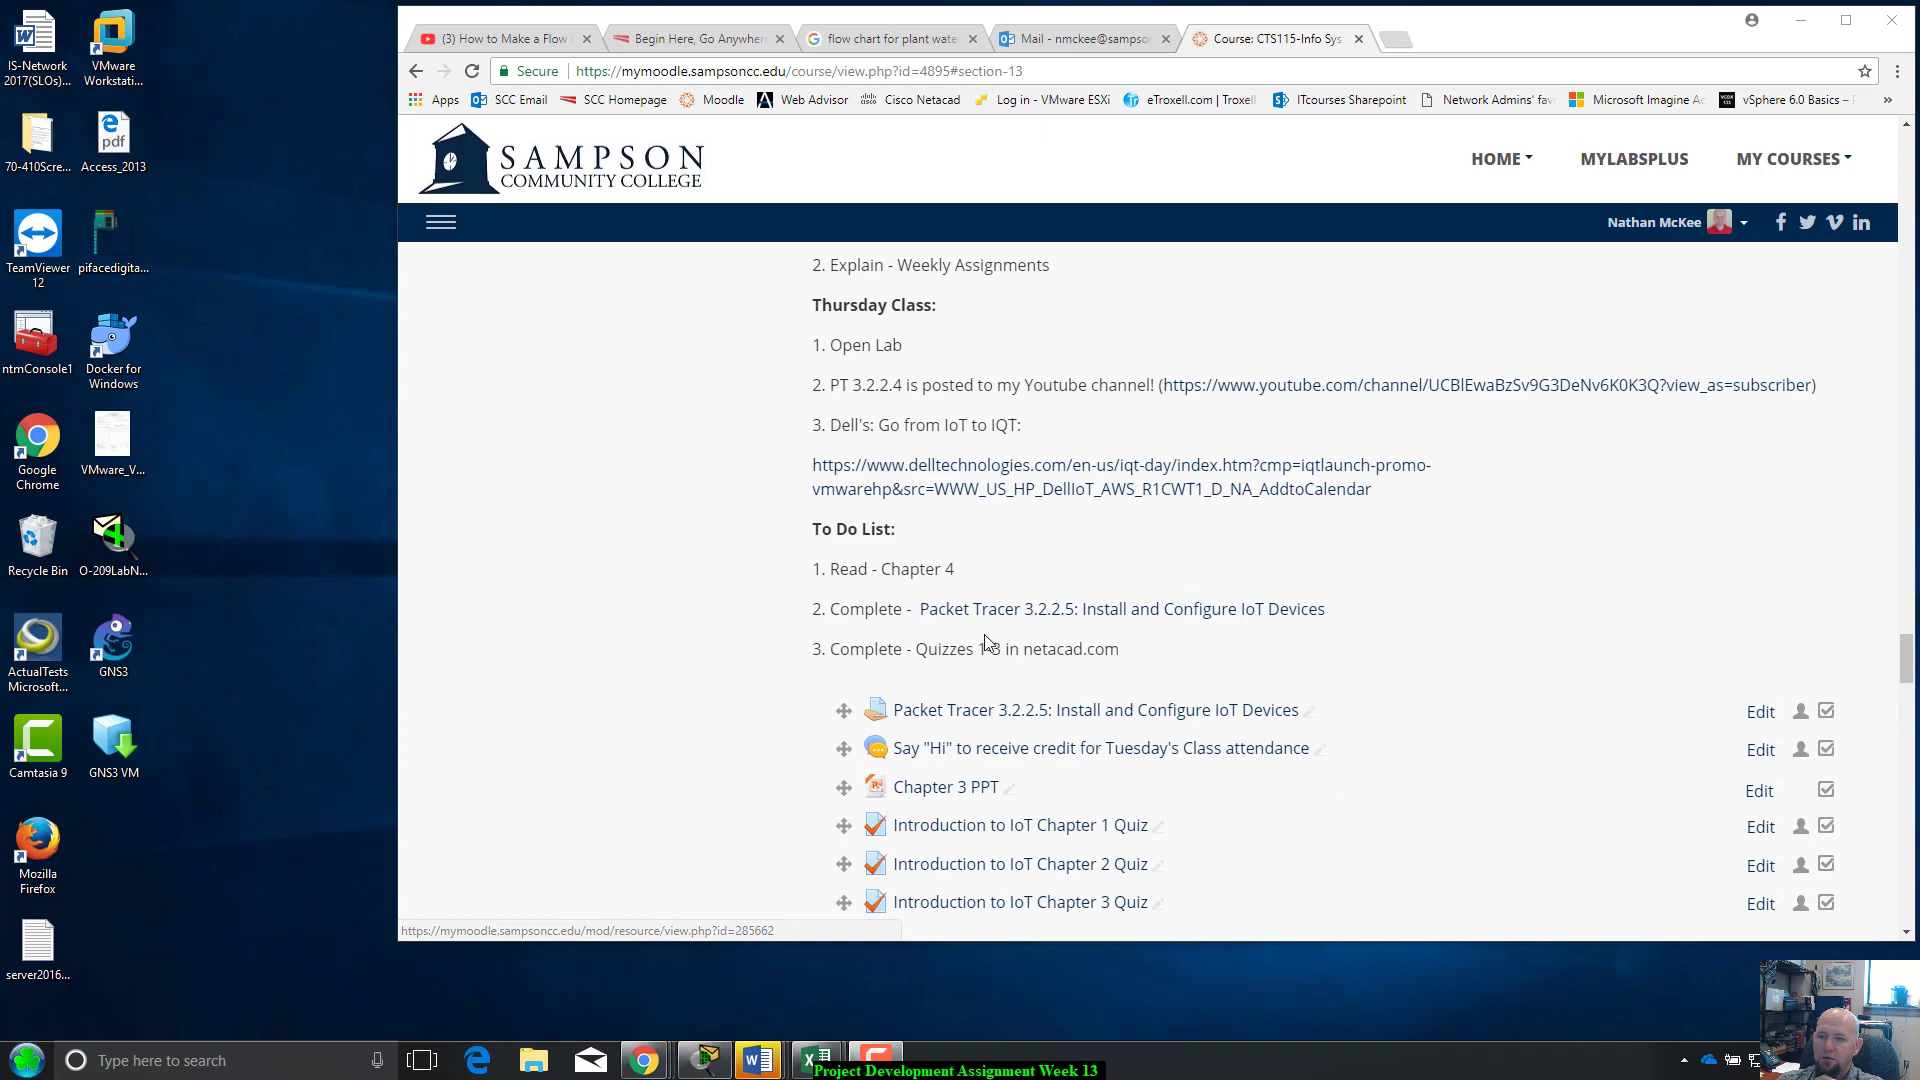 IS-Network
2017(SLOs)...
VMware
Workstati...
70-410Scre...
Access_2013
TeamViewer
12
pifacedigita...
ntmConsole1
Docker for
Windows
Google
Chrome
VMware_V...
Recycle Bin
O-209LabN...
ActualTests
Microsoft...
GNS3
Camtasia 9
GNS3 VM
Mozilla
Firefox
server2016...
(3) How to Make a Flow
Begin Here, Go Anywher
flow chart for plant wate
Mail - nmckee@sampso
Course: CTS115-Info Sys
Secure
https://mymoodle.sampsoncc.edu/course/view.php?id=4895#section-13
Apps
SCC Email
SCC Homepage
Moodle
Web Advisor
Cisco Netacad
Log in - VMware ESXi
eTroxell.com | Troxell
ITcourses Sharepoint
Network Admins' fav
Microsoft Imagine Ac
vSphere 6.0 Basics –
SAMPSON
COMMUNITY COLLEGE
HOME
MYLABSPLUS
MY COURSES
Nathan McKee
2. Explain - Weekly Assignments
Thursday Class:
1. Open Lab
2. PT 3.2.2.4 is posted to my Youtube channel! (https://www.youtube.com/channel/UCBlEwaBzSv9G3DeNv6K0K3Q?view_as=subscriber)
3. Dell's: Go from IoT to IQT:
https://www.delltechnologies.com/en-us/iqt-day/index.htm?cmp=iqtlaunch-promo-
vmwarehp&src=WWW_US_HP_DellIoT_AWS_R1CWT1_D_NA_AddtoCalendar
To Do List:
1. Read - Chapter 4
2. Complete - Packet Tracer 3.2.2.5: Install and Configure IoT Devices
3. Complete - Quizzes 1-3 in netacad.com
Packet Tracer 3.2.2.5: Install and Configure IoT Devices
Edit
Say "Hi" to receive credit for Tuesday's Class attendance
Edit
Chapter 3 PPT
Edit
Introduction to IoT Chapter 1 Quiz
Edit
Introduction to IoT Chapter 2 Quiz
Edit
Introduction to IoT Chapter 3 Quiz
Edit
https://mymoodle.sampsoncc.edu/mod/resource/view.php?id=285662
Type here to search
Project Development Assignment Week 13